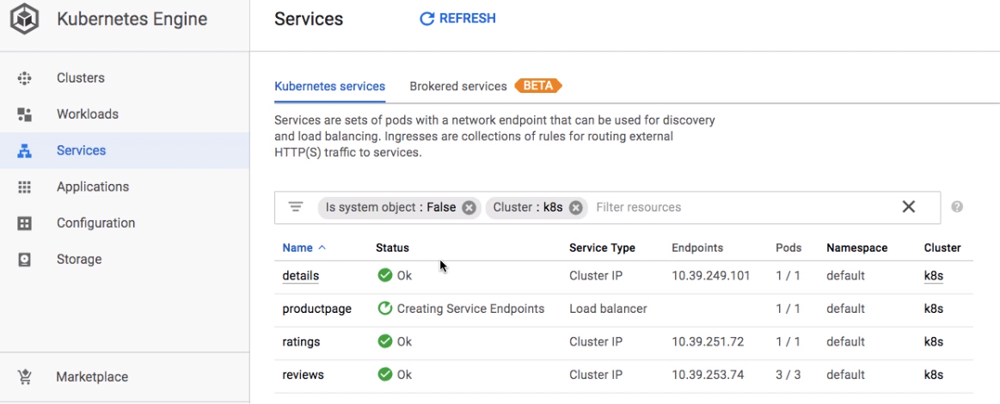 Kubernetes Engine
Services
REFRESH
Clusters
Workloads
Services
Applications
Configuration
Storage
Marketplace
Kubernetes services
Brokered services BETA
Services are sets of pods with a network endpoint that can be used for discovery
and load balancing. Ingresses are collections of rules for routing external
HTTP(S) traffic to services.
Is system object : False Cluster : k8s Filter resources
Name Status Service Type Endpoints Pods Namespace Cluster
details Ok Cluster IP 10.39.249.101 1 / 1 default k8s
productpage Creating Service Endpoints Load balancer 1 / 1 default k8s
ratings Ok Cluster IP 10.39.251.72 1 / 1 default k8s
reviews Ok Cluster IP 10.39.253.74 3 / 3 default k8s